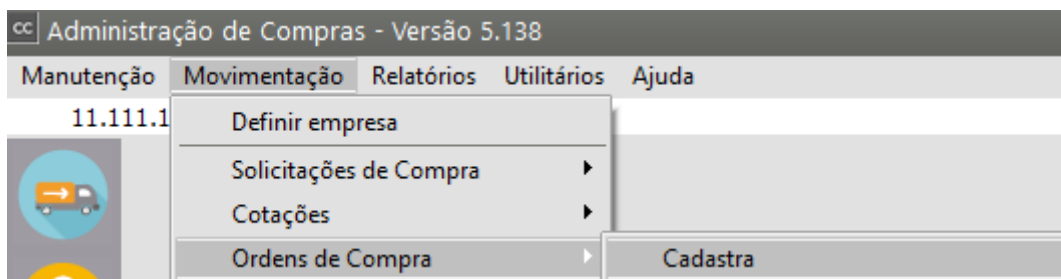 cc Administração de Compras - Versão 5.138
Manutenção Movimentação Relatórios Utilitários Ajuda
11.111.1
Definir empresa
Solicitações de Compra
Cotações
Ordens de Compra Cadastra